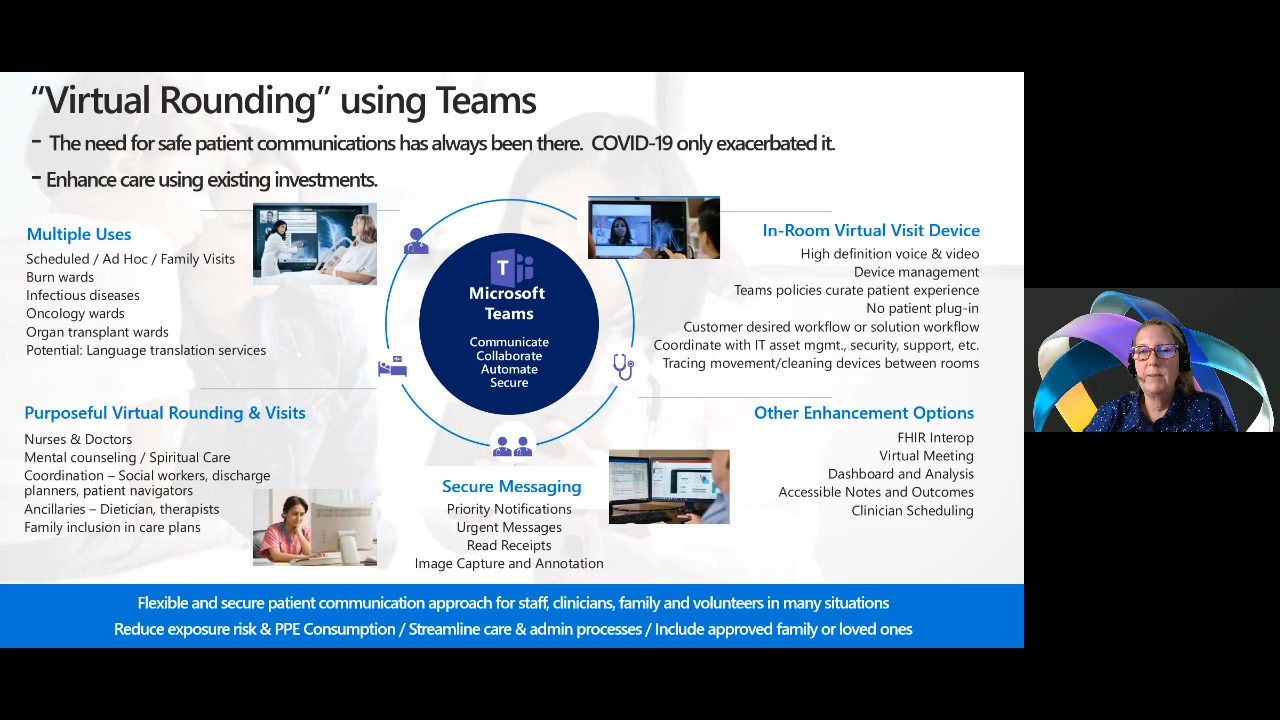 “Virtual Rounding” using Teams
- The need for safe patient communications has always been there.  COVID-19 only exacerbated it.
- Enhance care using existing investments.
Multiple Uses
Scheduled / Ad Hoc / Family Visits
Burn wards
Infectious diseases
Oncology wards
Organ transplant wards
Potential: Language translation services
Purposeful Virtual Rounding & Visits
Nurses & Doctors
Mental counseling / Spiritual Care
Coordination – Social workers, discharge
planners, patient navigators
Ancillaries – Dietician, therapists
Family inclusion in care plans
T
Microsoft
Teams
Communicate
Collaborate
Automate
Secure
Secure Messaging
Priority Notifications
Urgent Messages
Read Receipts
Image Capture and Annotation
In-Room Virtual Visit Device
High definition voice & video
Device management
Teams policies curate patient experience
No patient plug-in
Customer desired workflow or solution workflow
Coordinate with IT asset mgmt., security, support, etc.
Tracing movement/cleaning devices between rooms
Other Enhancement Options
FHIR Interop
Virtual Meeting
Dashboard and Analysis
Accessible Notes and Outcomes
Clinician Scheduling
Flexible and secure patient communication approach for staff, clinicians, family and volunteers in many situations
Reduce exposure risk & PPE Consumption / Streamline care & admin processes / Include approved family or loved ones